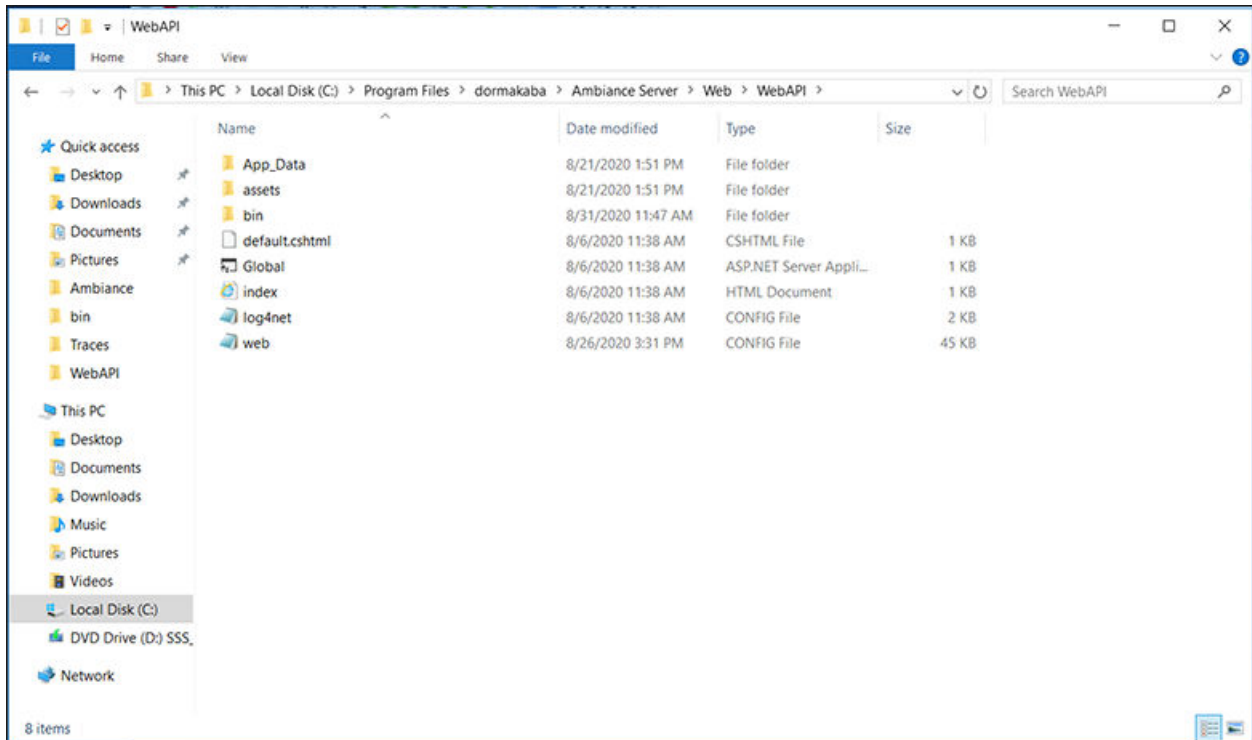 WebAPI
File Home Share View
This PC > Local Disk (C:) > Program Files > dormakaba > Ambiance Server > Web > WebAPI >
Search WebAPI
Name Date modified Type Size
Quick access
Desktop
Downloads
Documents
Pictures
Ambiance
bin
Traces
WebAPI
This PC
Desktop
Documents
Downloads
Music
Pictures
Videos
Local Disk (C:)
DVD Drive (D:) SSS_
Network
App_Data 8/21/2020 1:51 PM File folder
assets 8/21/2020 1:51 PM File folder
bin 8/31/2020 11:47 AM File folder
default.cshtml 8/6/2020 11:38 AM CSHTML File 1 KB
Global 8/6/2020 11:38 AM ASP.NET Server Appli... 1 KB
index 8/6/2020 11:38 AM HTML Document 1 KB
log4net 8/6/2020 11:38 AM CONFIG File 2 KB
web 8/26/2020 3:31 PM CONFIG File 45 KB
8 items